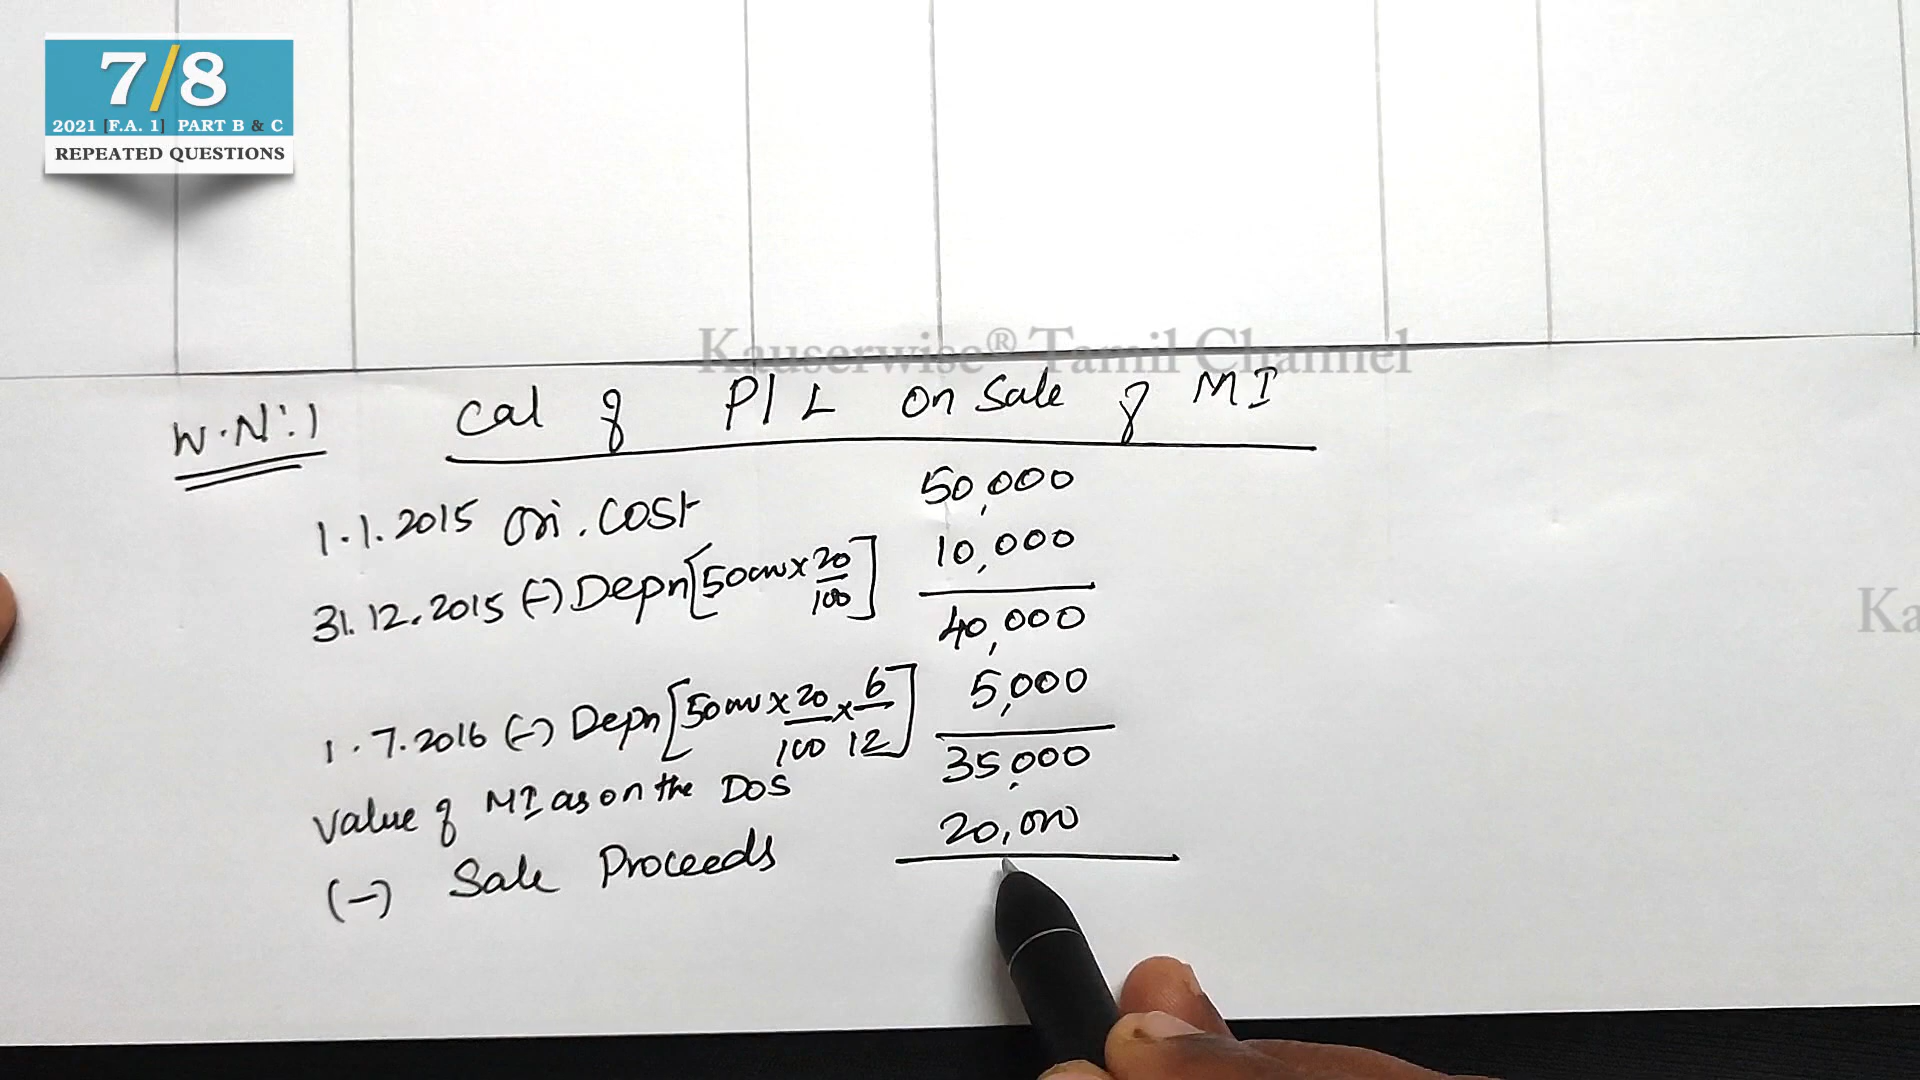 7/8
2021 [F.A. 1] PART B & C
REPEATED QUESTIONS
Kauserwise® Tamil Channel
W.N:1 Cal of P/L on Sale of MI
1.1.2015 Ori. Cost 50,000
31.12.2015 (-) Depn [50000 x 20/100] 10,000
40,000
1.7.2016 (-) Depn [50000 x 20/100 x 6/12] 5,000
Value of MI as on the DOS 35,000
(-) Sale Proceeds 20,000
Ka